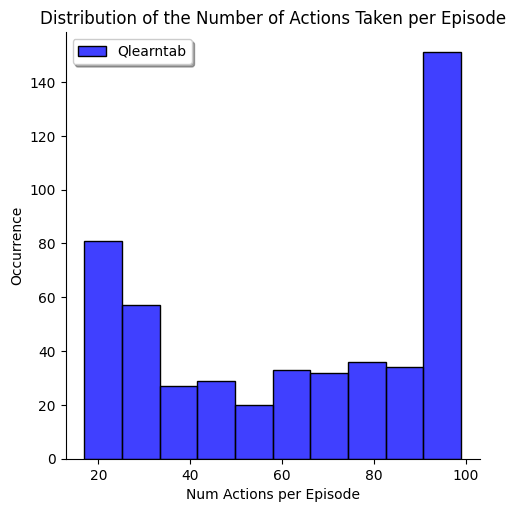 Distribution of the Number of Actions Taken per Episode
Qlearntab
140
120
100
80
60
40
20
0
Occurrence
20 40 60 80 100
Num Actions per Episode